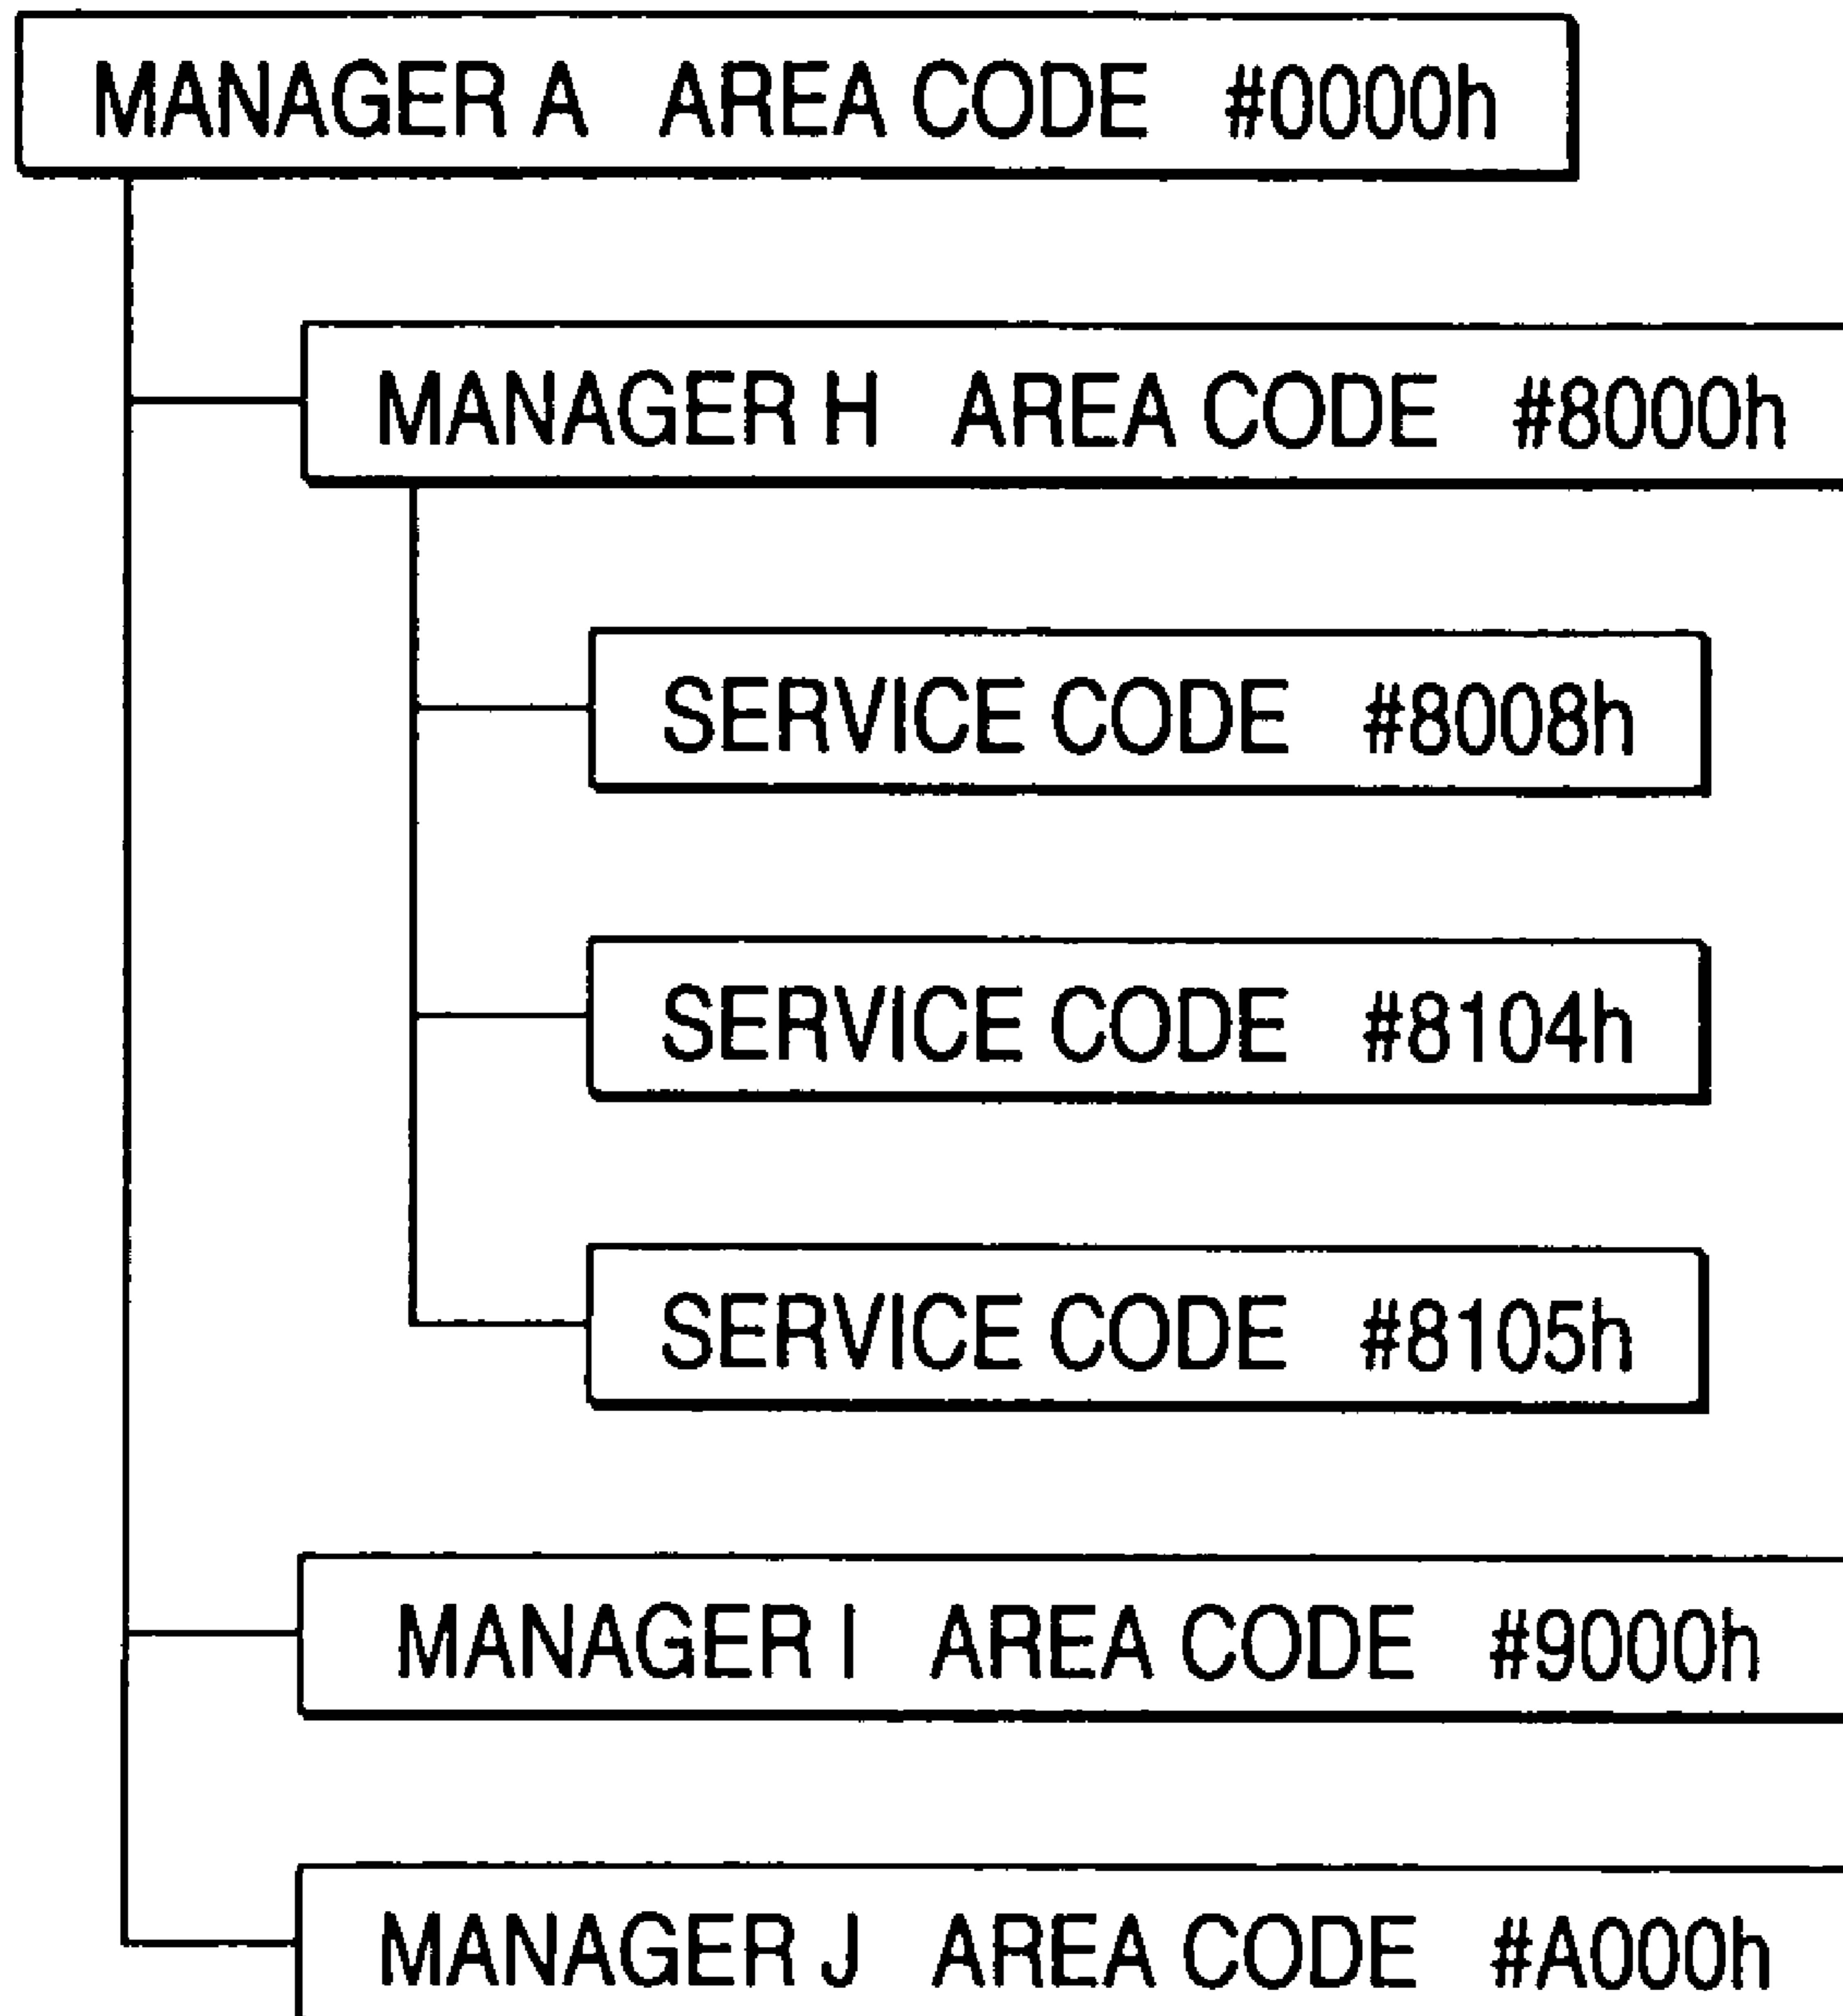 MANAGER A AREA CODE #0000h
MANAGER H AREA CODE #8000h
SERVICE CODE #8008h
SERVICE CODE #8104h
SERVICE CODE #8105h
MANAGER I AREA CODE #9000h
MANAGER J AREA CODE #A000h